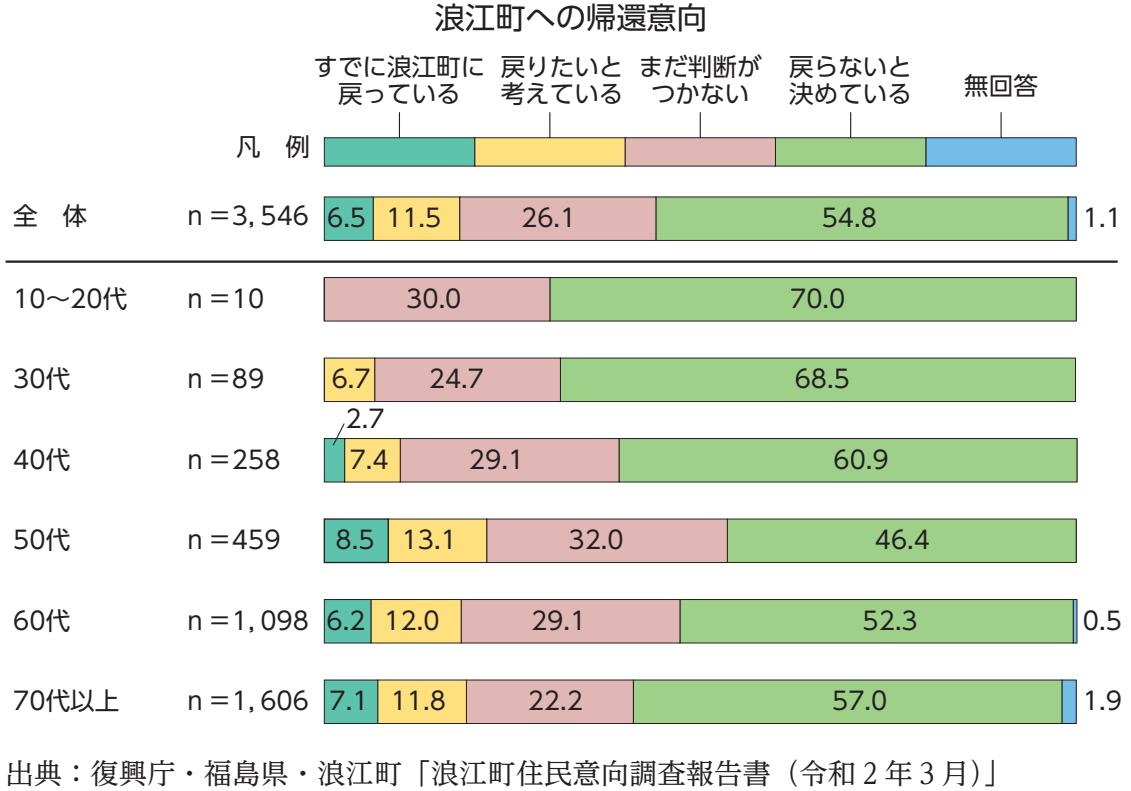 浪江町への帰還意向
すでに浪江町に
戻っている
戻りたいと
考えている
まだ判断が
つかない
戻らないと
決めている
無回答
凡 例
全 体 n=3,546 6.5 11.5 26.1 54.8 1.1
10～20代 n=10 30.0 70.0
30代 n=89 6.7 24.7 68.5
40代 n=258 2.7 7.4 29.1 60.9
50代 n=459 8.5 13.1 32.0 46.4
60代 n=1,098 6.2 12.0 29.1 52.3 0.5
70代以上 n=1,606 7.1 11.8 22.2 57.0 1.9
出典：復興庁・福島県・浪江町「浪江町住民意向調査報告書（令和2年3月）」